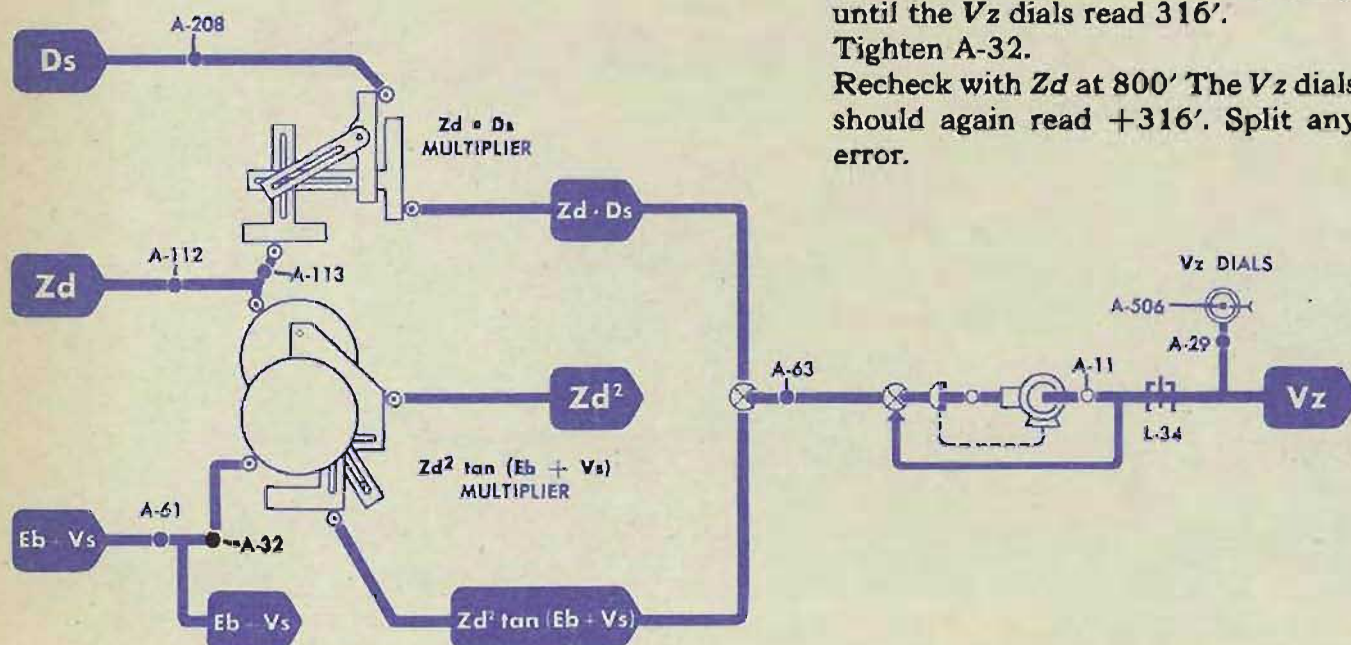 until the Vz dials read 316′.
Tighten A-32.
Recheck with Zd at 800′ The Vz dials
should again read +316′. Split any
error.
A-208
Ds
Zd • Ds
MULTIPLIER
Zd · Ds
A-112
Zd
A-113
Vz DIALS
A-506
A-29
A-63
A-11
Zd²
Vz
L-34
Zd² tan (Eb + Vs)
MULTIPLIER
A-61
Eb - Vs
A-32
Eb - Vs
Zd² tan (Eb + Vs)